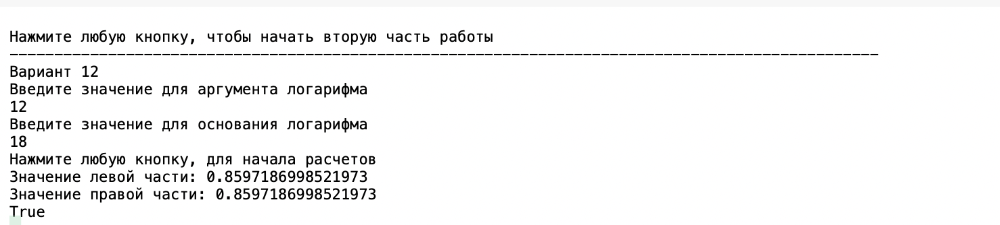 Нажмите любую кнопку, чтобы начать вторую часть работы
-------------------------------------------------------------------------------------------------
Вариант 12
Введите значение для аргумента логарифма
12
Введите значение для основания логарифма
18
Нажмите любую кнопку, для начала расчетов
Значение левой части: 0.8597186998521973
Значение правой части: 0.8597186998521973
True